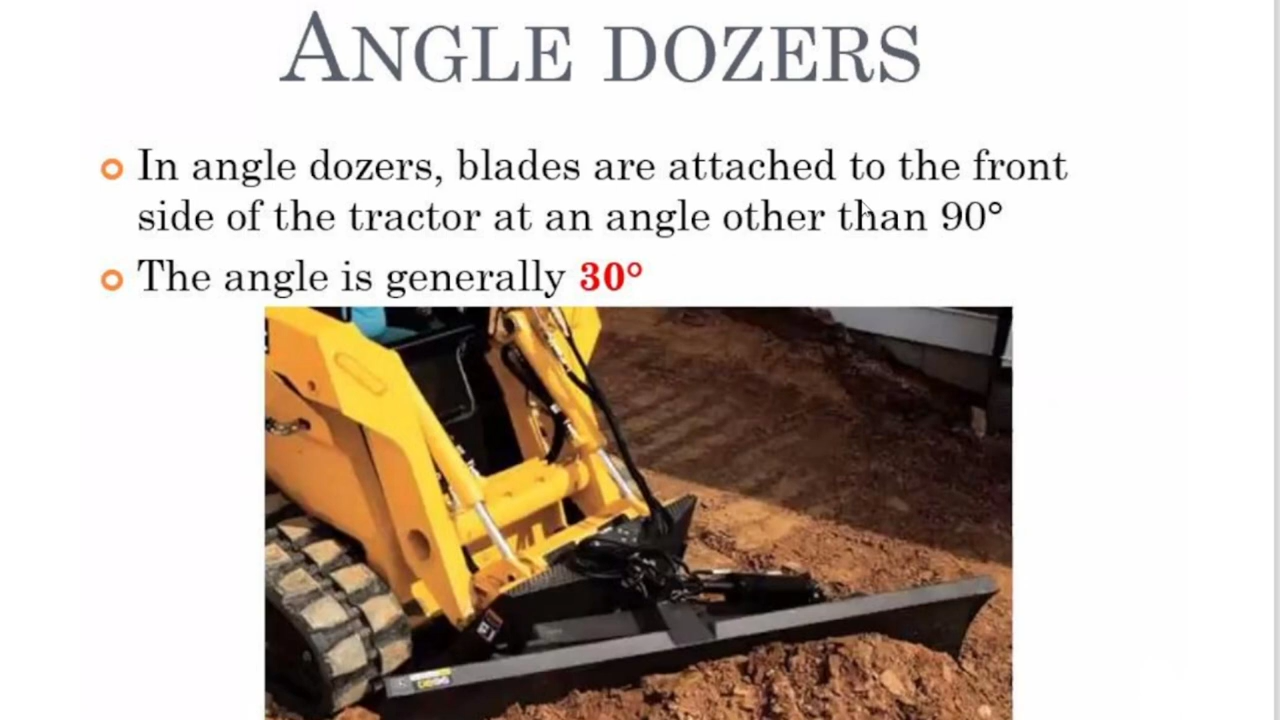 ANGLE DOZERS
In angle dozers, blades are attached to the front
side of the tractor at an angle other than 90°
The angle is generally 30°